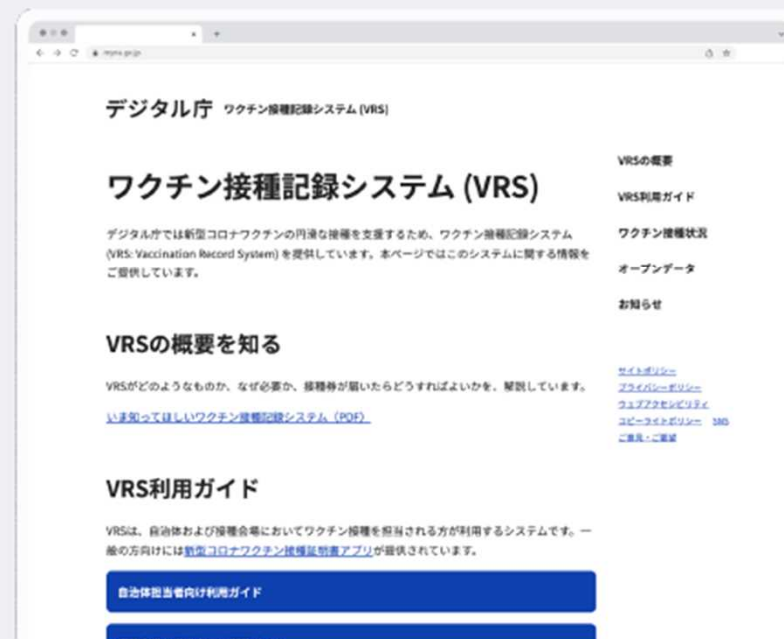 デジタル庁 ワクチン接種記録システム (VRS)
ワクチン接種記録システム (VRS)
デジタル庁では新型コロナワクチンの円滑な接種を支援するため、ワクチン接種記録システム
(VRS: Vaccination Record System) を提供しています。本ページではこのシステムに関する情報を
ご提供しています。
VRSの概要を知る
VRSがどのようなものか、なぜ必要か、接種券が届いたらどうすればよいかを、解説しています。
いま知ってほしいワクチン接種記録システム（PDF）
VRS利用ガイド
VRSは、自治体および接種会場においてワクチン接種を担当される方が利用するシステムです。一
般の方向けには新型コロナワクチン接種証明書アプリが提供されています。
自治体担当者向け利用ガイド
VRSの概要
VRS利用ガイド
ワクチン接種状況
オープンデータ
お知らせ
サイトポリシー
プライバシーポリシー
ウェブアクセシビリティ
コピーライトポリシー SNS
ご意見・ご要望